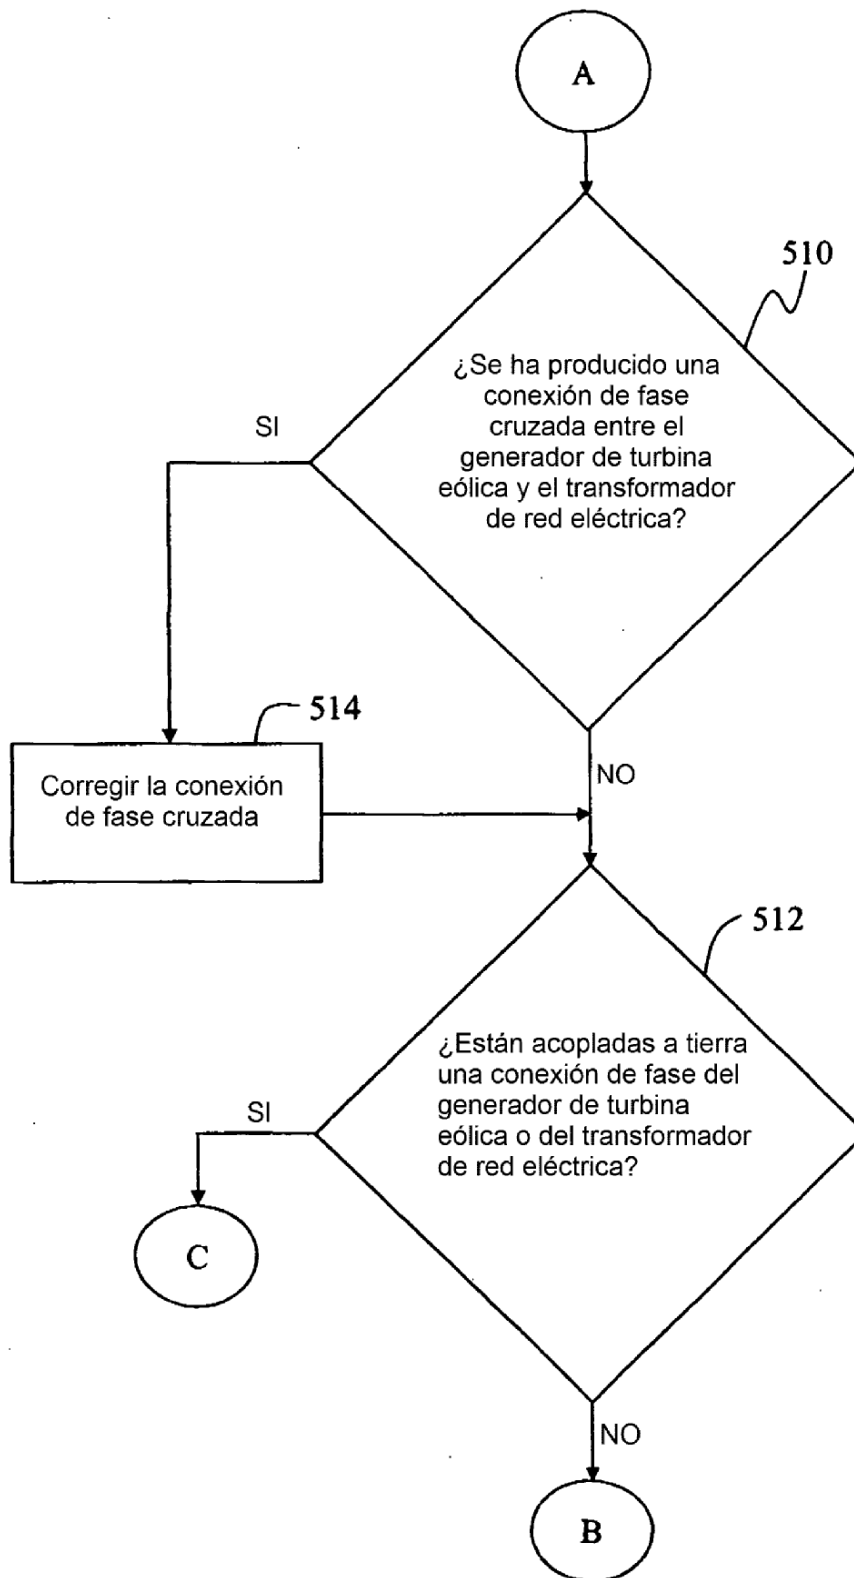 A
510
¿Se ha producido una
conexión de fase
cruzada entre el
generador de turbina
eólica y el transformador
de red eléctrica?
SI
514
Corregir la conexión
de fase cruzada
NO
512
¿Están acopladas a tierra
una conexión de fase del
generador de turbina
eólica o del transformador
de red eléctrica?
SI
C
NO
B